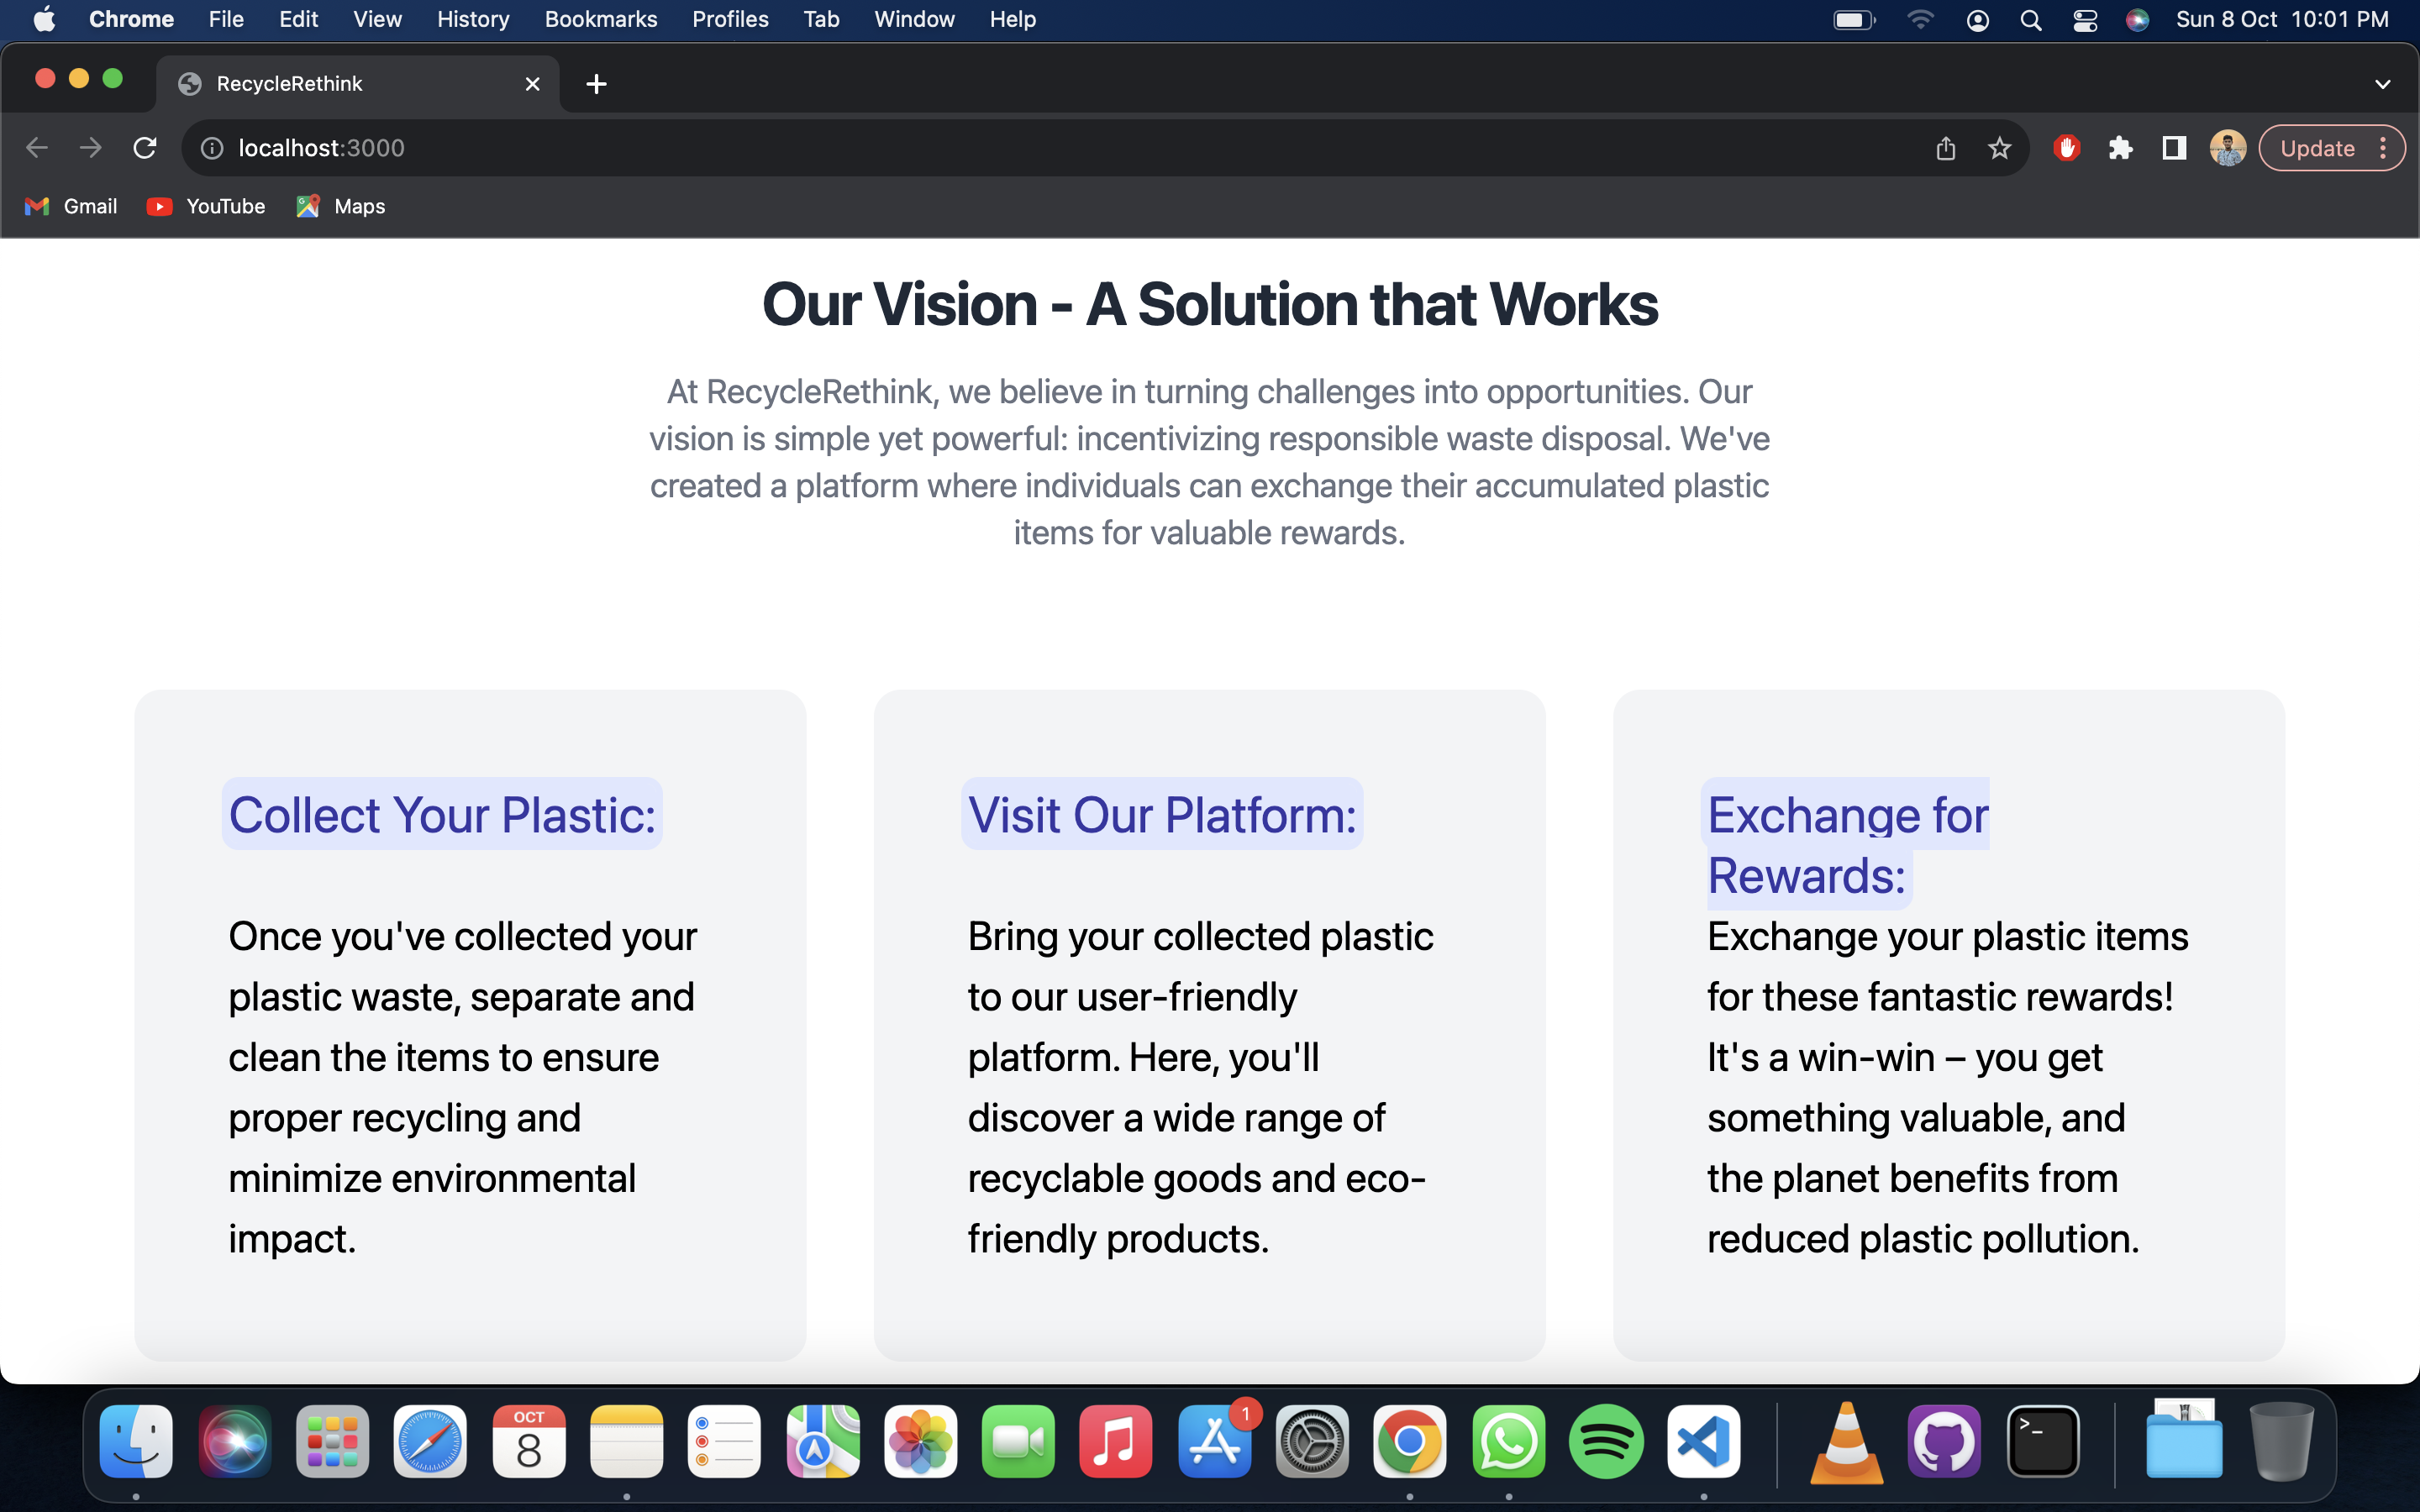 Chrome File Edit View History Bookmarks Profiles Tab Window Help Sun 8 Oct 10:01 PM
RecycleRethink
localhost:3000
Update
Gmail YouTube Maps
Our Vision - A Solution that Works
At RecycleRethink, we believe in turning challenges into opportunities. Our
vision is simple yet powerful: incentivizing responsible waste disposal. We've
created a platform where individuals can exchange their accumulated plastic
items for valuable rewards.
Collect Your Plastic:
Once you've collected your
plastic waste, separate and
clean the items to ensure
proper recycling and
minimize environmental
impact.
Visit Our Platform:
Bring your collected plastic
to our user-friendly
platform. Here, you'll
discover a wide range of
recyclable goods and eco-
friendly products.
Exchange for
Rewards:
Exchange your plastic items
for these fantastic rewards!
It's a win-win – you get
something valuable, and
the planet benefits from
reduced plastic pollution.
OCT
8
1